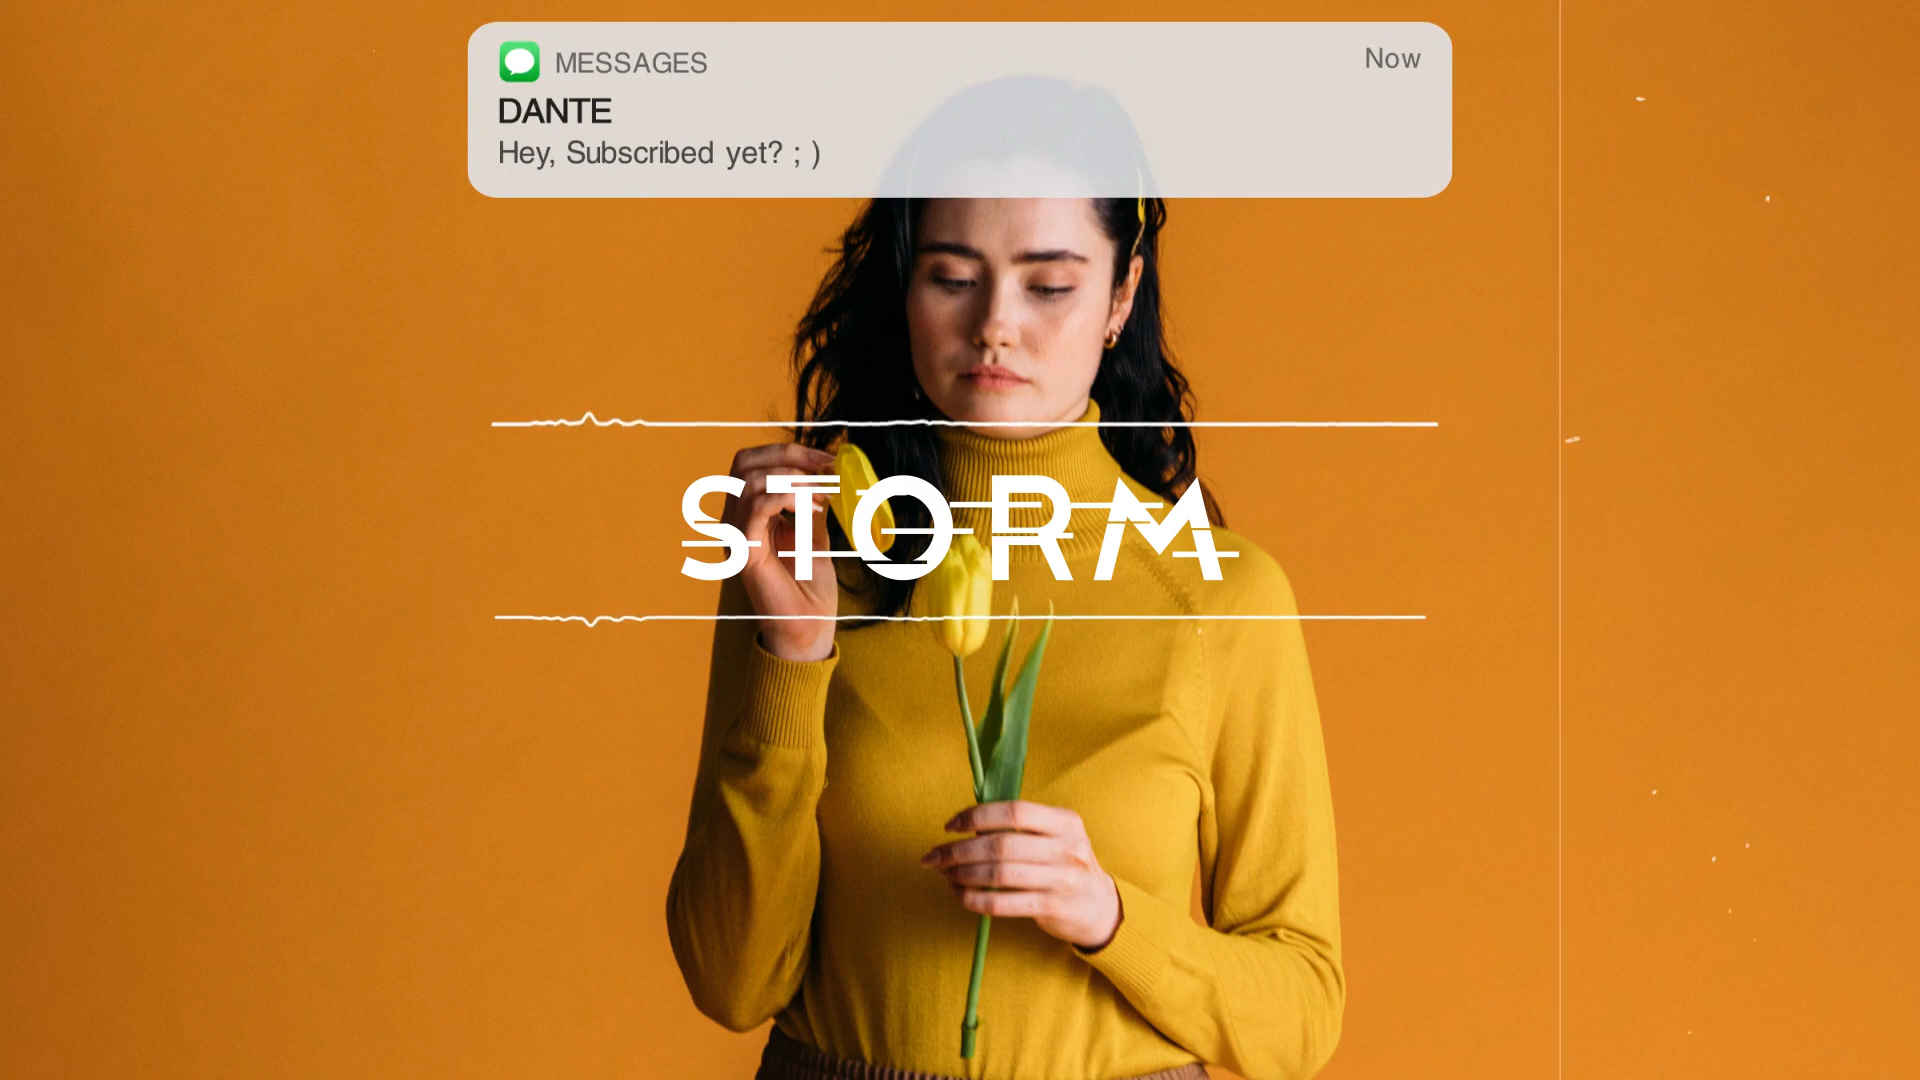 MESSAGES
Now
DANTE
Hey, Subscribed yet? ; )
STORM